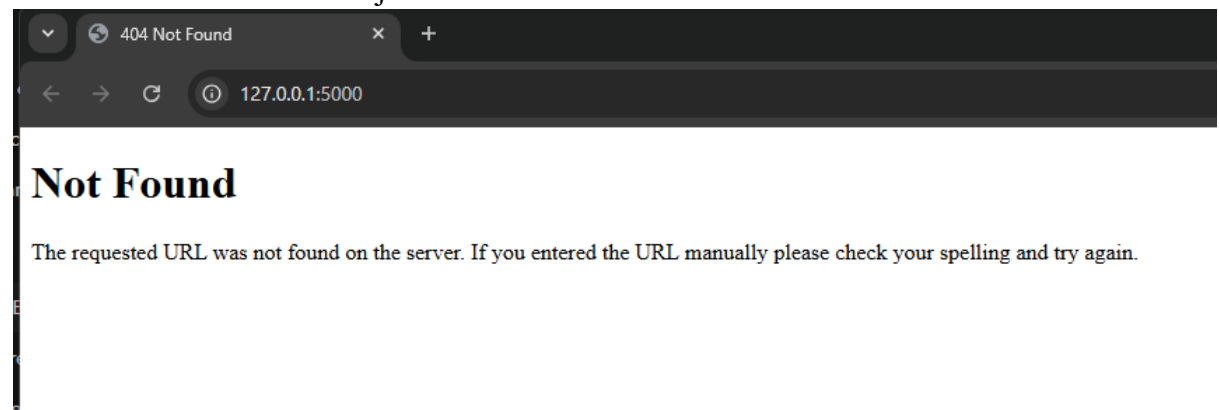 404 Not Found
127.0.0.1:5000
Not Found
The requested URL was not found on the server. If you entered the URL manually please check your spelling and try again.